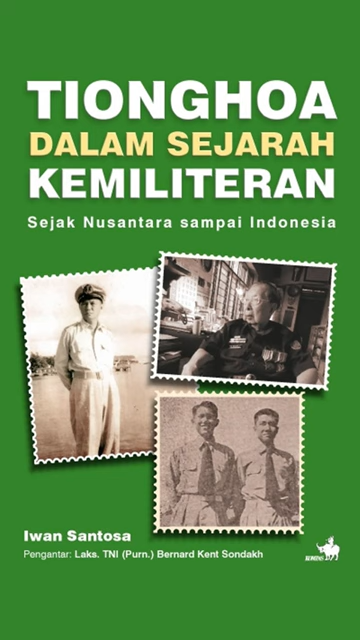 TIONGHOA
DALAM SEJARAH
KEMILITERAN
Sejak Nusantara sampai Indonesia
Iwan Santosa
Pengantar: Laks. TNI (Purn.) Bernard Kent Sondakh